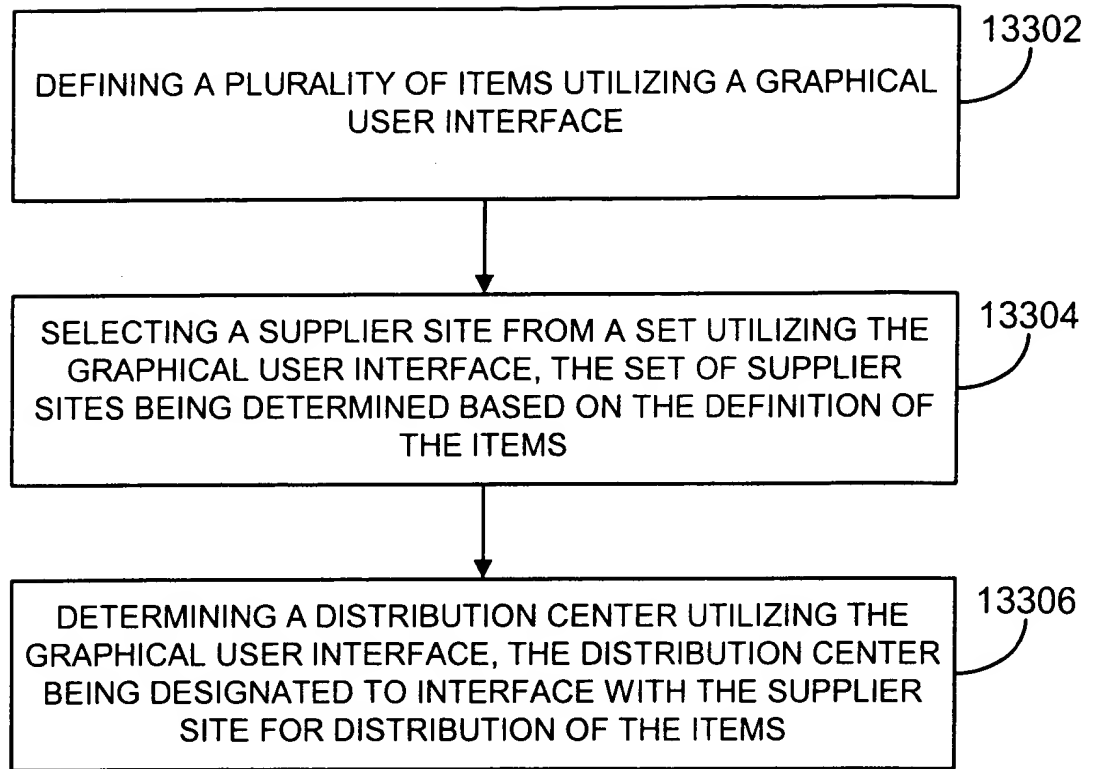 13302
DEFINING A PLURALITY OF ITEMS UTILIZING A GRAPHICAL
USER INTERFACE
13304
SELECTING A SUPPLIER SITE FROM A SET UTILIZING THE
GRAPHICAL USER INTERFACE, THE SET OF SUPPLIER
SITES BEING DETERMINED BASED ON THE DEFINITION OF
THE ITEMS
13306
DETERMINING A DISTRIBUTION CENTER UTILIZING THE
GRAPHICAL USER INTERFACE, THE DISTRIBUTION CENTER
BEING DESIGNATED TO INTERFACE WITH THE SUPPLIER
SITE FOR DISTRIBUTION OF THE ITEMS